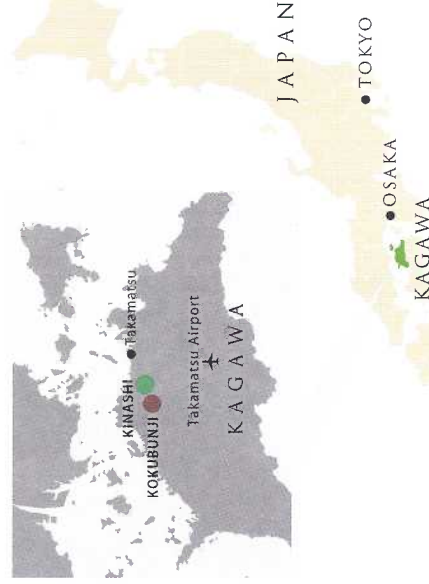 KINASHI
Takamatsu
KOKUBUNJI
Takamatsu Airport
KAGAWA
JAPAN
TOKYO
OSAKA
KAGAWA